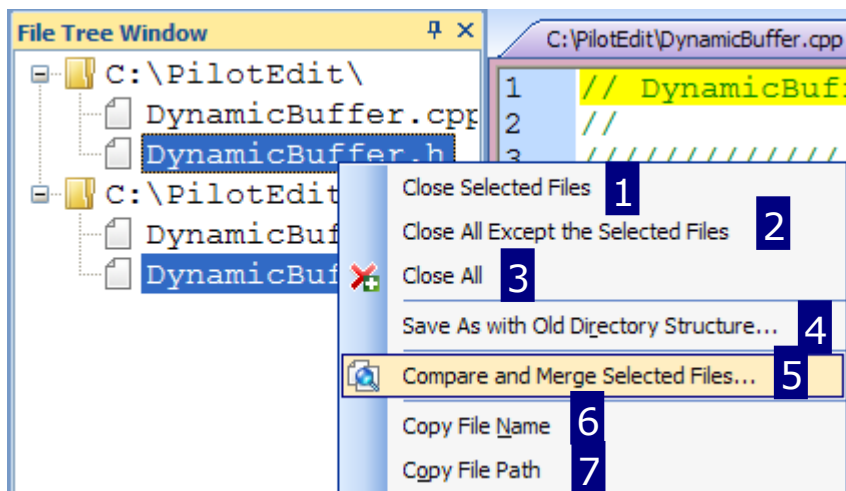 File Tree Window
C:\PilotEdit\DynamicBuffer.cpp
C:\PilotEdit\
DynamicBuffer.cpp
DynamicBuffer.h
C:\PilotEdit
DynamicBuf
DynamicBuf
1 // DynamicBuf
2 //
3 /////////////
Close Selected Files 1
Close All Except the Selected Files 2
Close All 3
Save As with Old Directory Structure... 4
Compare and Merge Selected Files... 5
Copy File Name 6
Copy File Path 7